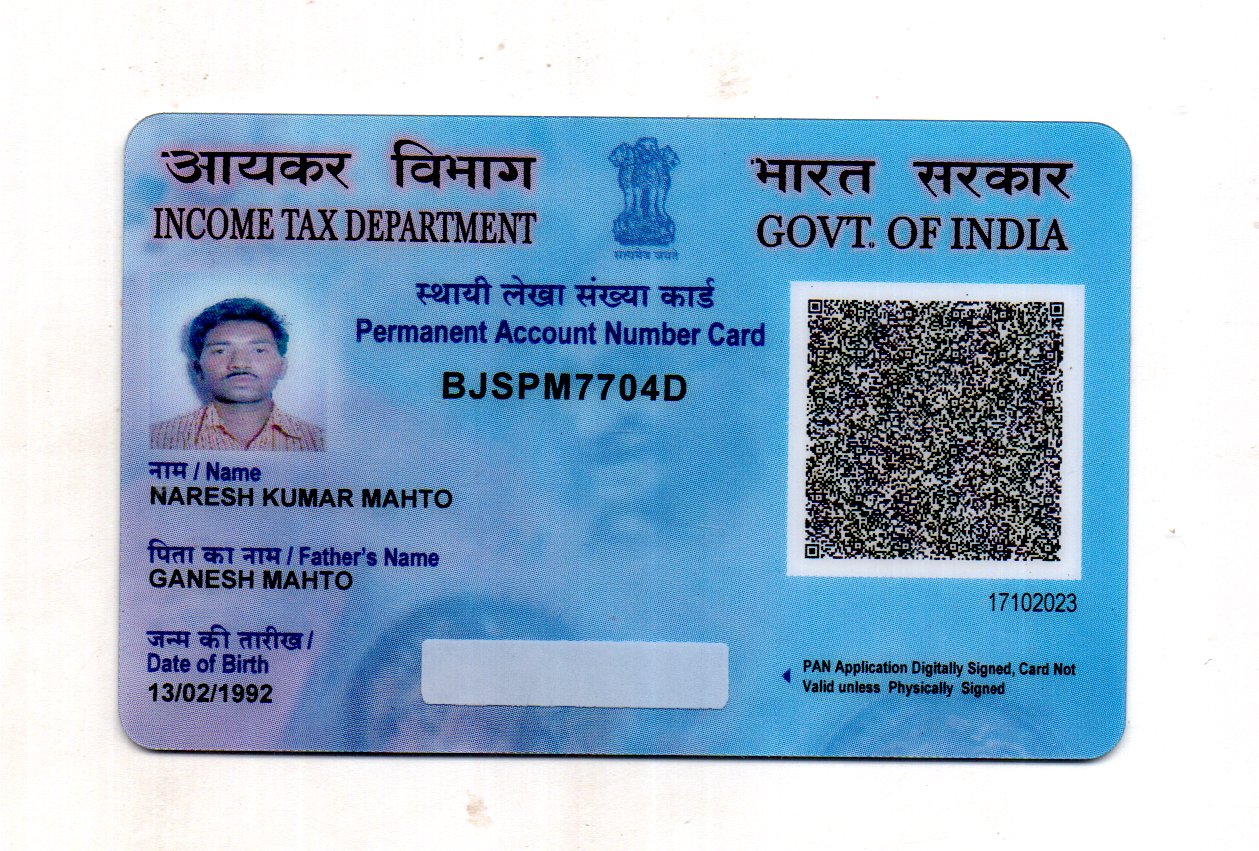 आयकर विभाग
INCOME TAX DEPARTMENT
सत्यमेव जयते
भारत सरकार
GOVT. OF INDIA
स्थायी लेखा संख्या कार्ड
Permanent Account Number Card
BJSPM7704D
नाम / Name
NARESH KUMAR MAHTO
पिता का नाम / Father's Name
GANESH MAHTO
जन्म की तारीख /
Date of Birth
13/02/1992
17102023
PAN Application Digitally Signed, Card Not
Valid unless Physically Signed